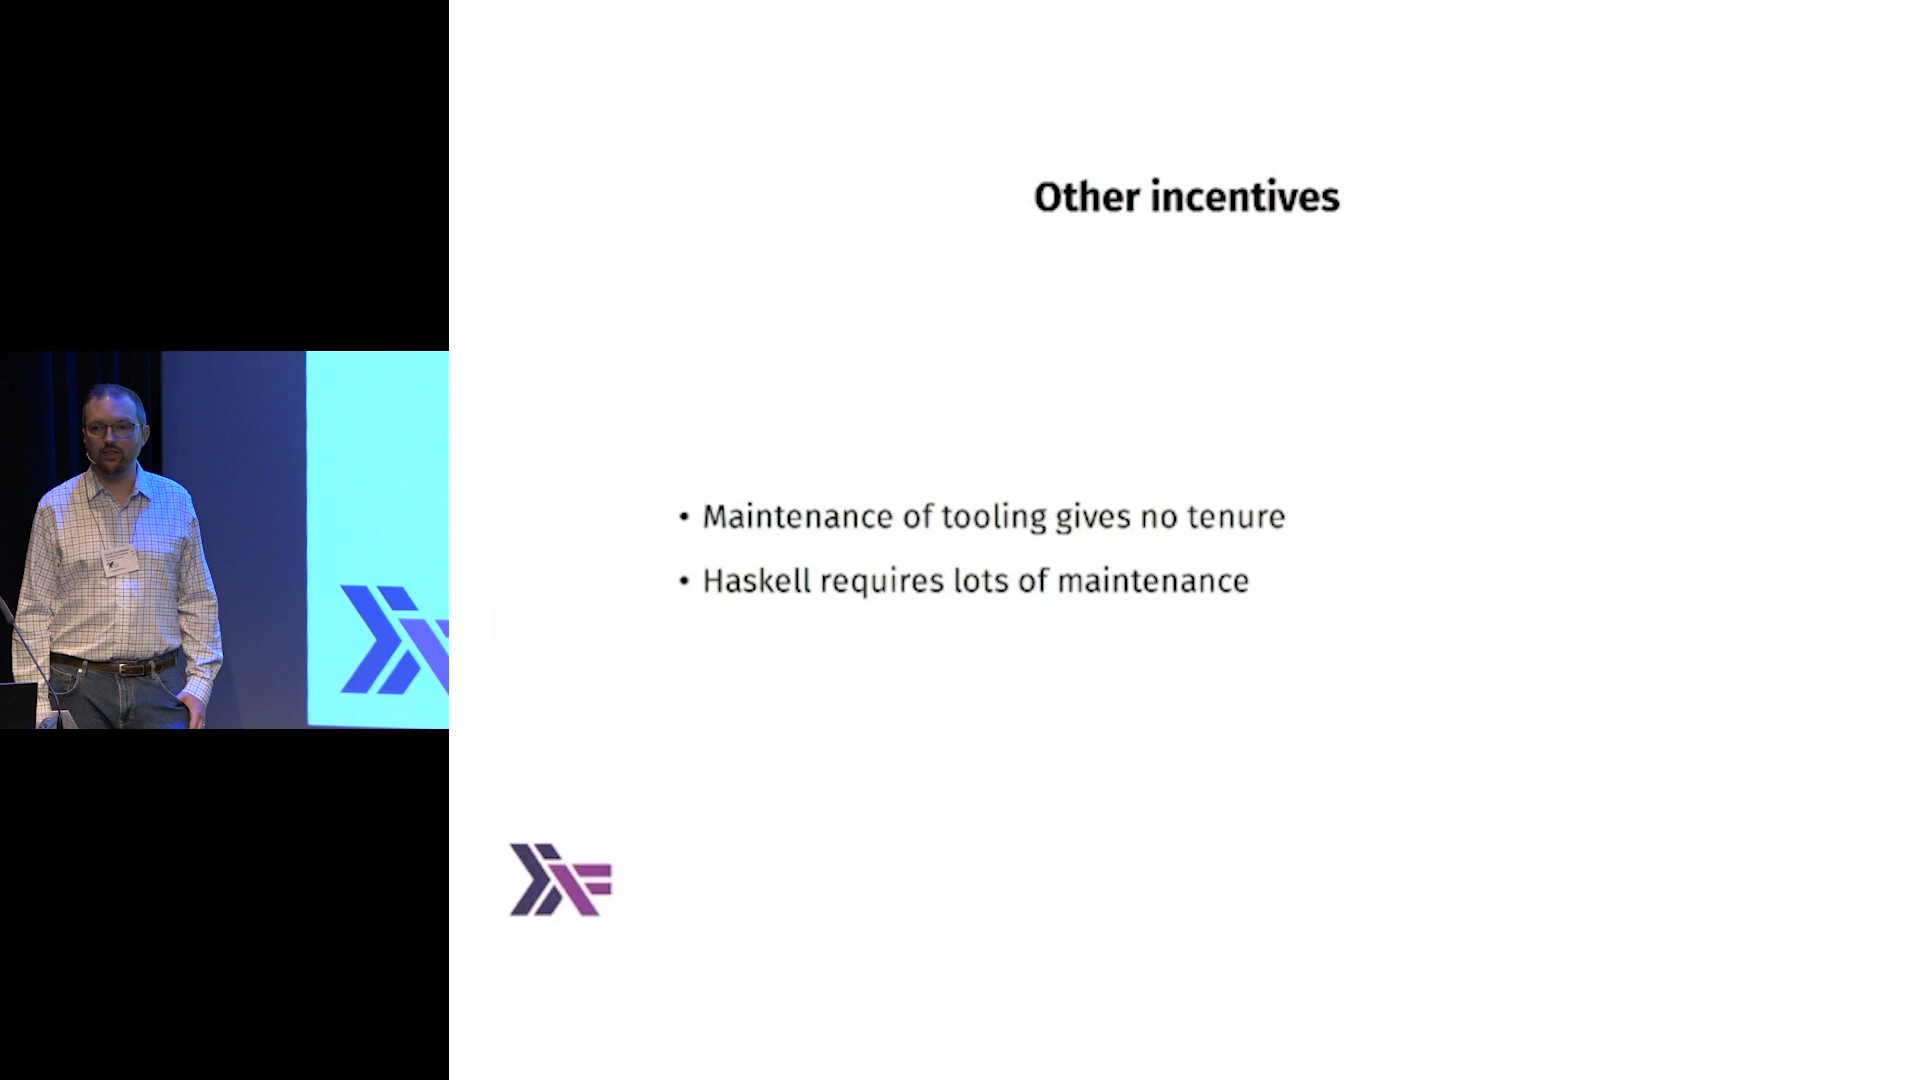 Other incentives
• Maintenance of tooling gives no tenure
• Haskell requires lots of maintenance